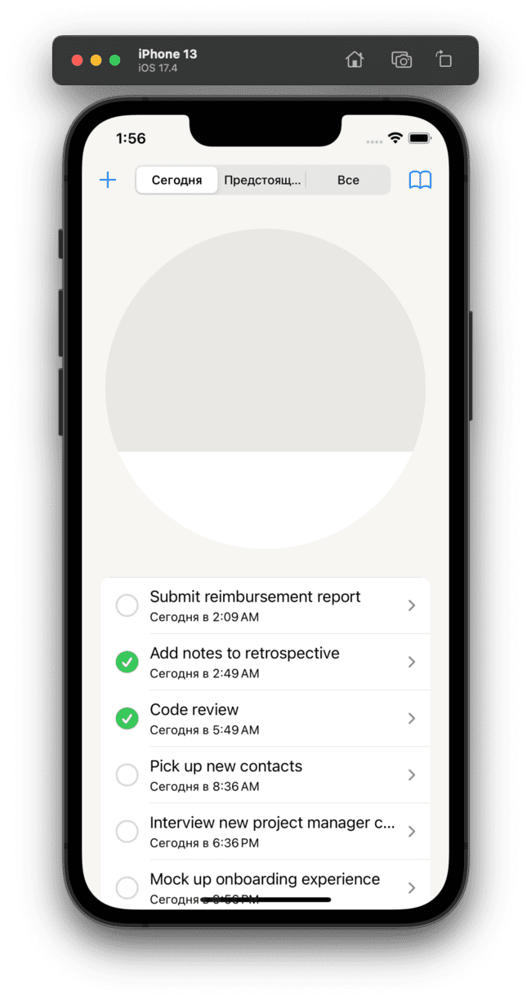 iPhone 13
iOS 17.4
1:56
Сегодня Предстоящ... Все
Submit reimbursement report
Сегодня в 2:09 AM
Add notes to retrospective
Сегодня в 2:49 AM
Code review
Сегодня в 5:49 AM
Pick up new contacts
Сегодня в 8:36 AM
Interview new project manager c...
Сегодня в 6:36 PM
Mock up onboarding experience
Сегодня в